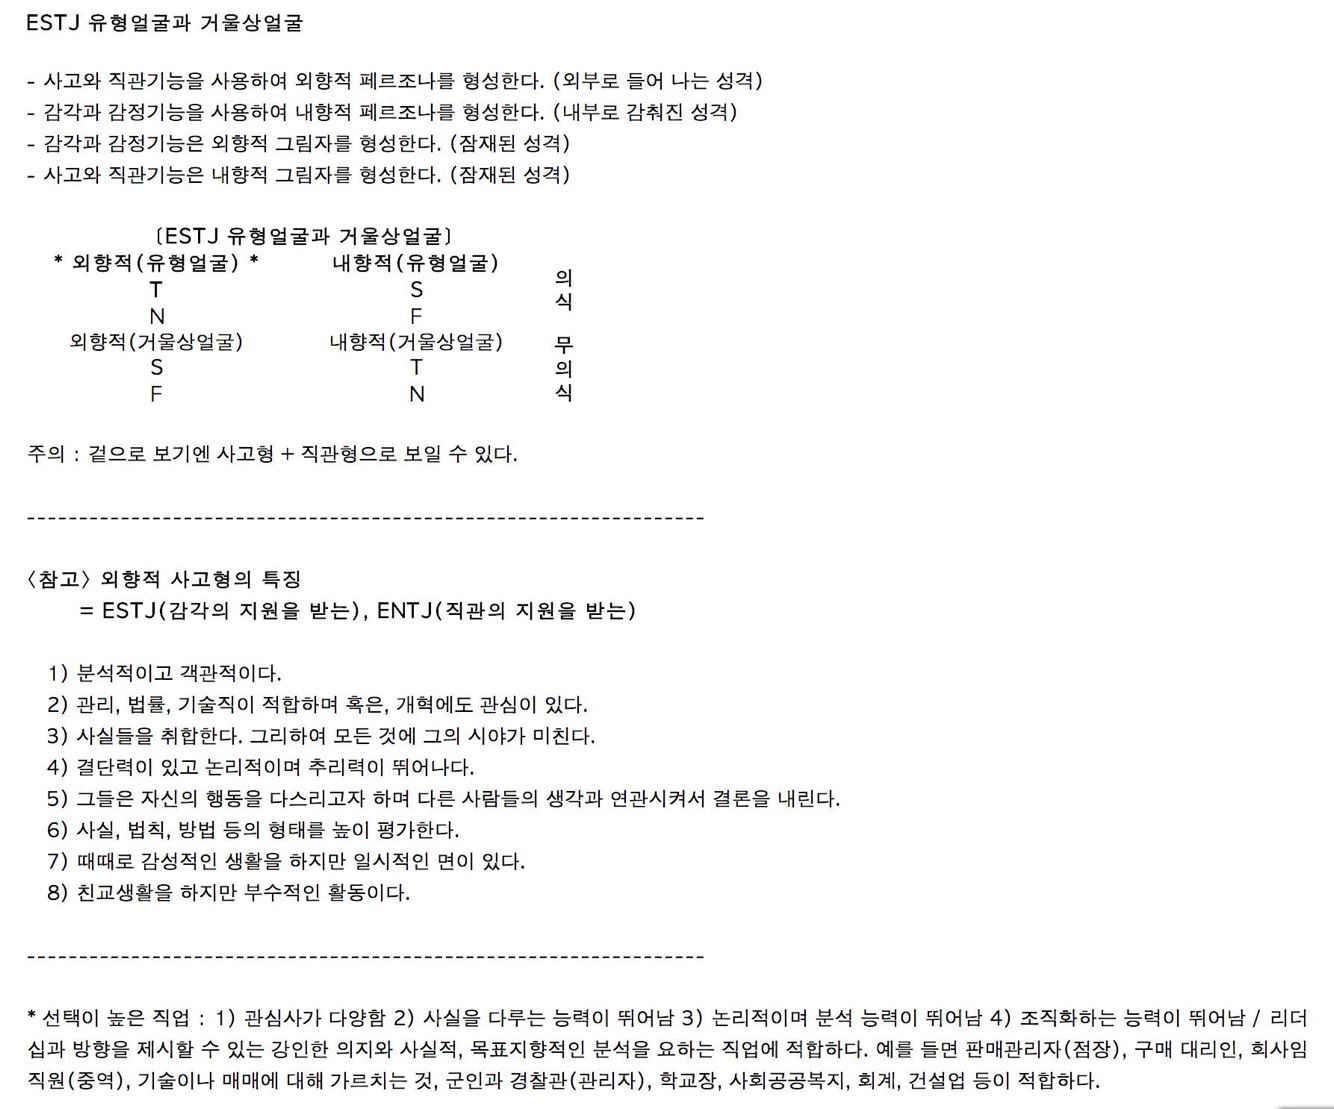 ESTJ 유형얼굴과 거울상얼굴
- 사고와 직관기능을 사용하여 외향적 페르조나를 형성한다. (외부로 들어 나는 성격)
- 감각과 감정기능을 사용하여 내향적 페르조나를 형성한다. (내부로 감춰진 성격)
- 감각과 감정기능은 외향적 그림자를 형성한다. (잠재된 성격)
- 사고와 직관기능은 내향적 그림자를 형성한다. (잠재된 성격)
〔ESTJ 유형얼굴과 거울상얼굴〕
* 외향적(유형얼굴) * 내향적(유형얼굴) 의
T S 식
N F
외향적(거울상얼굴) 내향적(거울상얼굴) 무
S T 의
F N 식
주의 : 겉으로 보기엔 사고형 + 직관형으로 보일 수 있다.
-----------------------------------------------------------------
〈참고〉 외향적 사고형의 특징
= ESTJ(감각의 지원을 받는), ENTJ(직관의 지원을 받는)
1) 분석적이고 객관적이다.
2) 관리, 법률, 기술직이 적합하며 혹은, 개혁에도 관심이 있다.
3) 사실들을 취합한다. 그리하여 모든 것에 그의 시야가 미친다.
4) 결단력이 있고 논리적이며 추리력이 뛰어나다.
5) 그들은 자신의 행동을 다스리고자 하며 다른 사람들의 생각과 연관시켜서 결론을 내린다.
6) 사실, 법칙, 방법 등의 형태를 높이 평가한다.
7) 때때로 감성적인 생활을 하지만 일시적인 면이 있다.
8) 친교생활을 하지만 부수적인 활동이다.
-----------------------------------------------------------------
* 선택이 높은 직업 : 1) 관심사가 다양함 2) 사실을 다루는 능력이 뛰어남 3) 논리적이며 분석 능력이 뛰어남 4) 조직화하는 능력이 뛰어남 / 리더
십과 방향을 제시할 수 있는 강인한 의지와 사실적, 목표지향적인 분석을 요하는 직업에 적합하다. 예를 들면 판매관리자(점장), 구매 대리인, 회사임
직원(중역), 기술이나 매매에 대해 가르치는 것, 군인과 경찰관(관리자), 학교장, 사회공공복지, 회계, 건설업 등이 적합하다.